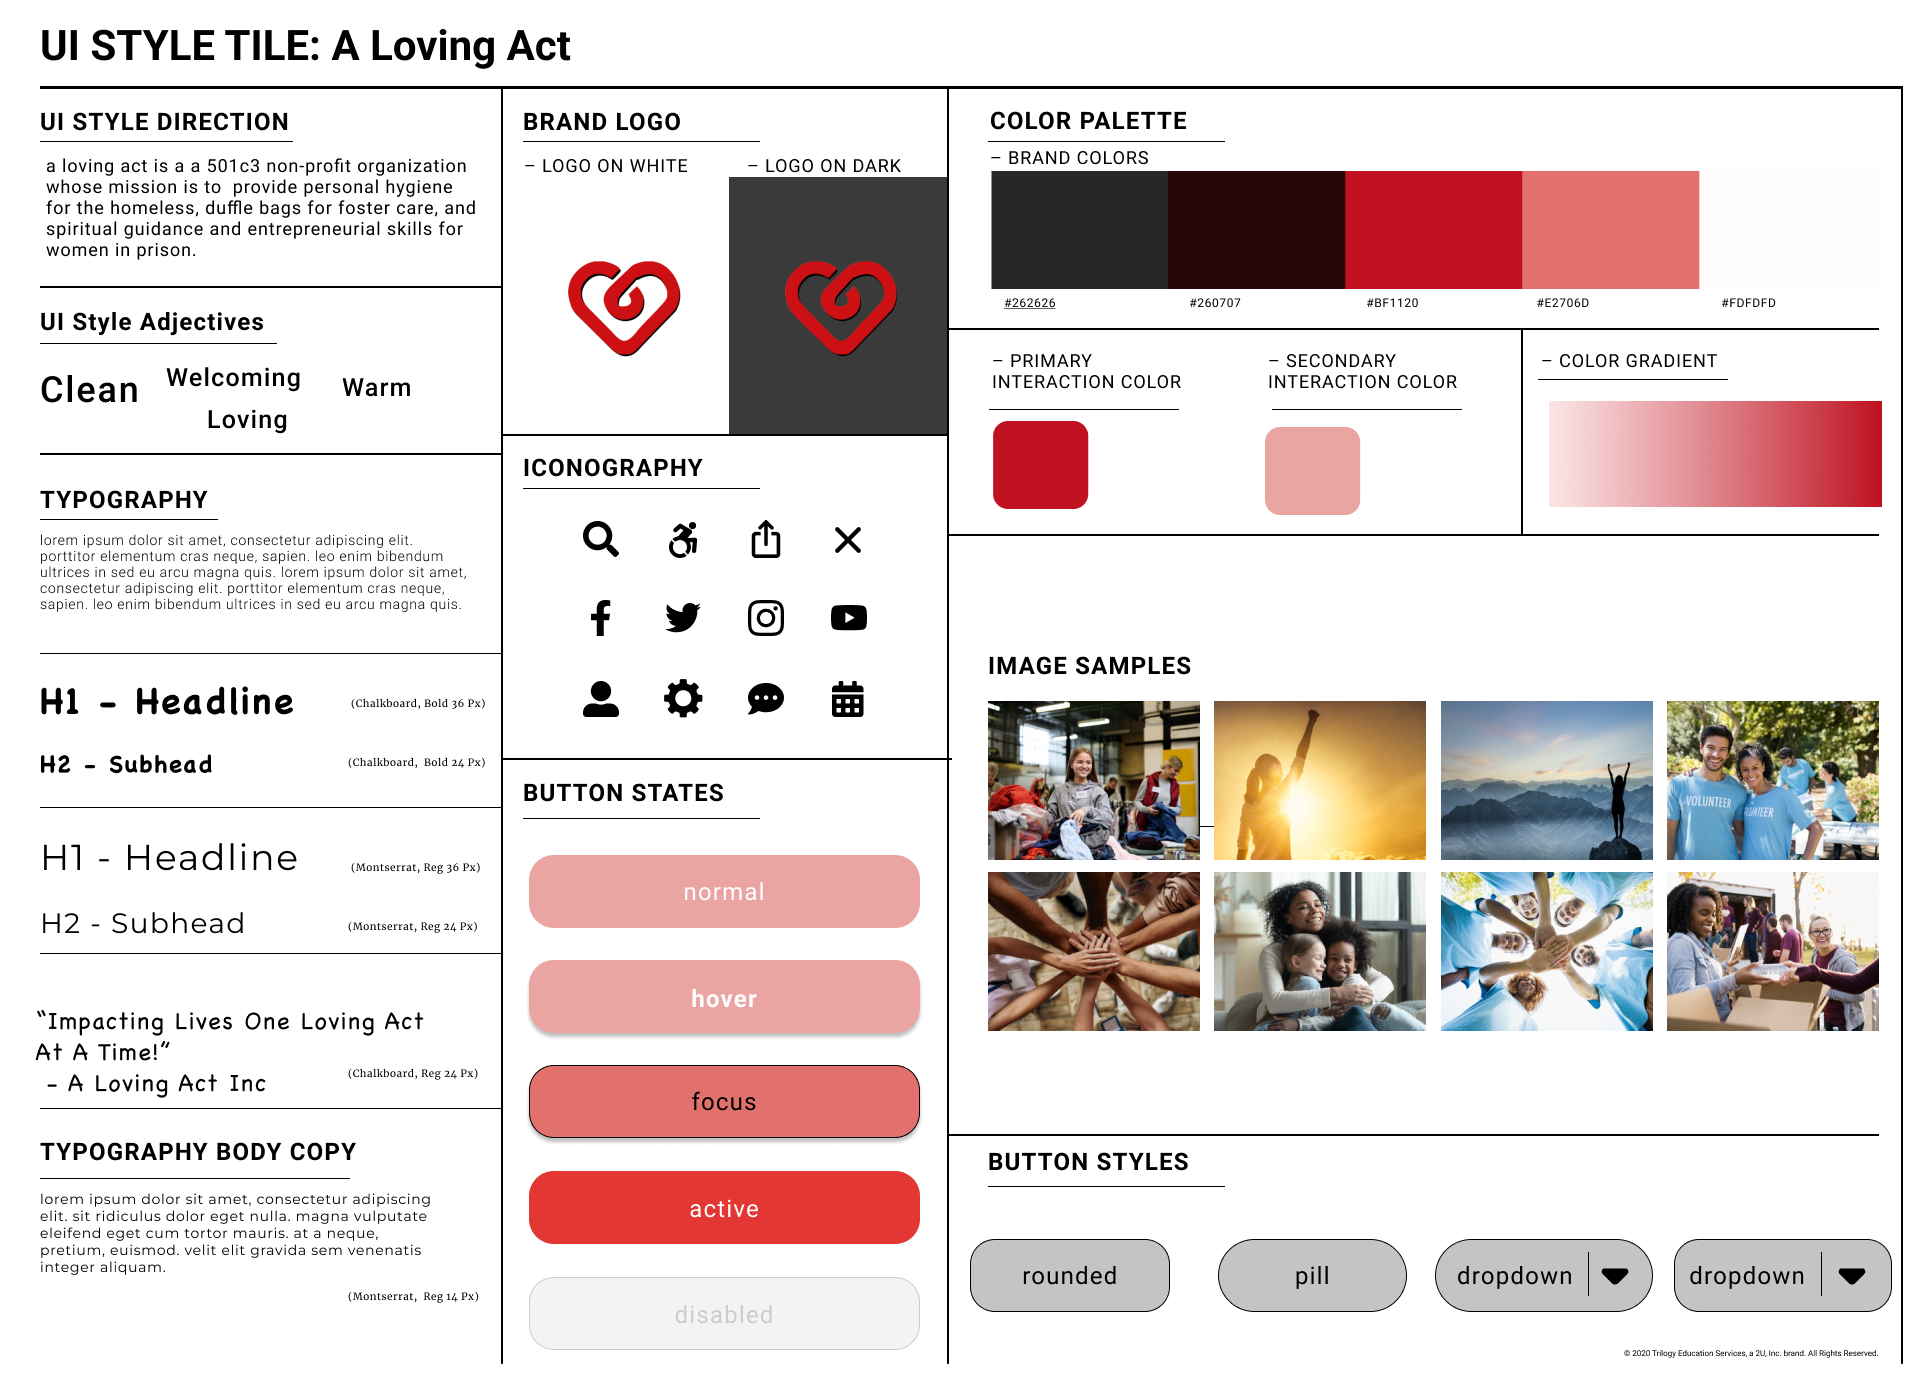 UI STYLE TILE: A Loving Act
UI STYLE DIRECTION
a loving act is a a 501c3 non-profit organization
whose mission is to  provide personal hygiene
for the homeless, duffle bags for foster care, and
spiritual guidance and entrepreneurial skills for
women in prison.
UI Style Adjectives
Clean
Welcoming
Warm
Loving
TYPOGRAPHY
lorem ipsum dolor sit amet, consectetur adipiscing elit.
porttitor elementum cras neque, sapien. leo enim bibendum
ultrices in sed eu arcu magna quis. lorem ipsum dolor sit amet,
consectetur adipiscing elit. porttitor elementum cras neque,
sapien. leo enim bibendum ultrices in sed eu arcu magna quis.
H1 - Headline (Chalkboard, Bold 36 Px)
H2 - Subhead (Chalkboard,  Bold 24 Px)
H1 - Headline (Montserrat, Reg 36 Px)
H2 - Subhead (Montserrat, Reg 24 Px)
“Impacting Lives One Loving Act
At A Time!”
- A Loving Act Inc (Chalkboard, Reg 24 Px)
TYPOGRAPHY BODY COPY
lorem ipsum dolor sit amet, consectetur adipiscing
elit. sit ridiculus dolor eget nulla. magna vulputate
eleifend eget cum tortor mauris. at a neque,
pretium, euismod. velit elit gravida sem venenatis
integer aliquam.
(Montserrat,  Reg 14 Px)
BRAND LOGO
– LOGO ON WHITE
– LOGO ON DARK
ICONOGRAPHY
BUTTON STATES
normal
hover
focus
active
disabled
COLOR PALETTE
– BRAND COLORS
#262626
#260707
#BF1120
#E2706D
#FDFDFD
– PRIMARY
INTERACTION COLOR
– SECONDARY
INTERACTION COLOR
– COLOR GRADIENT
IMAGE SAMPLES
VOLUNTEER
BUTTON STYLES
rounded
pill
dropdown
dropdown
© 2020 Trilogy Education Services, a 2U, Inc. brand. All Rights Reserved.